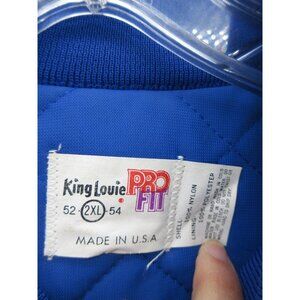 King Louie PRO FIT
52-2XL-54
MADE IN U.S.A
SHELL: 100% NYLON
LINING: 100% POLYESTER